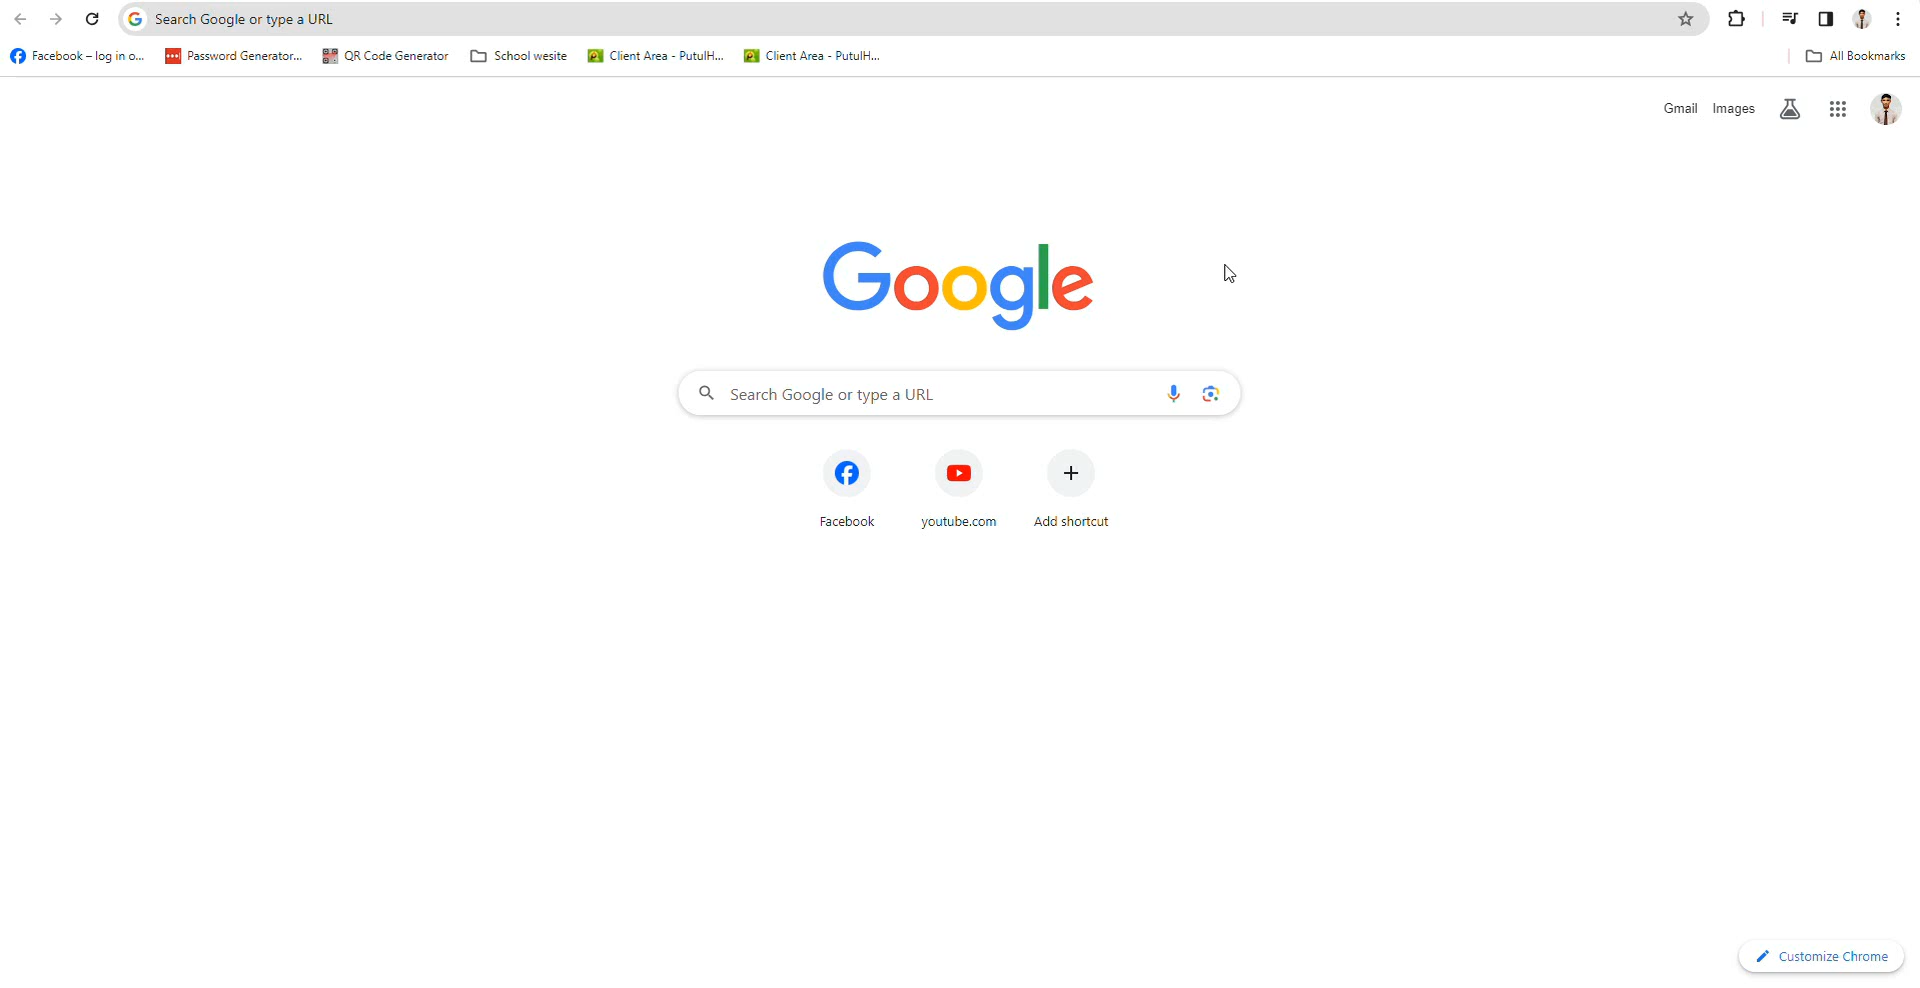 Search Google or type a URL
Facebook – log in o... Password Generator... QR Code Generator School wesite Client Area - PutulH... Client Area - PutulH... All Bookmarks
Gmail Images
Google
Search Google or type a URL
Facebook youtube.com Add shortcut
Customize Chrome